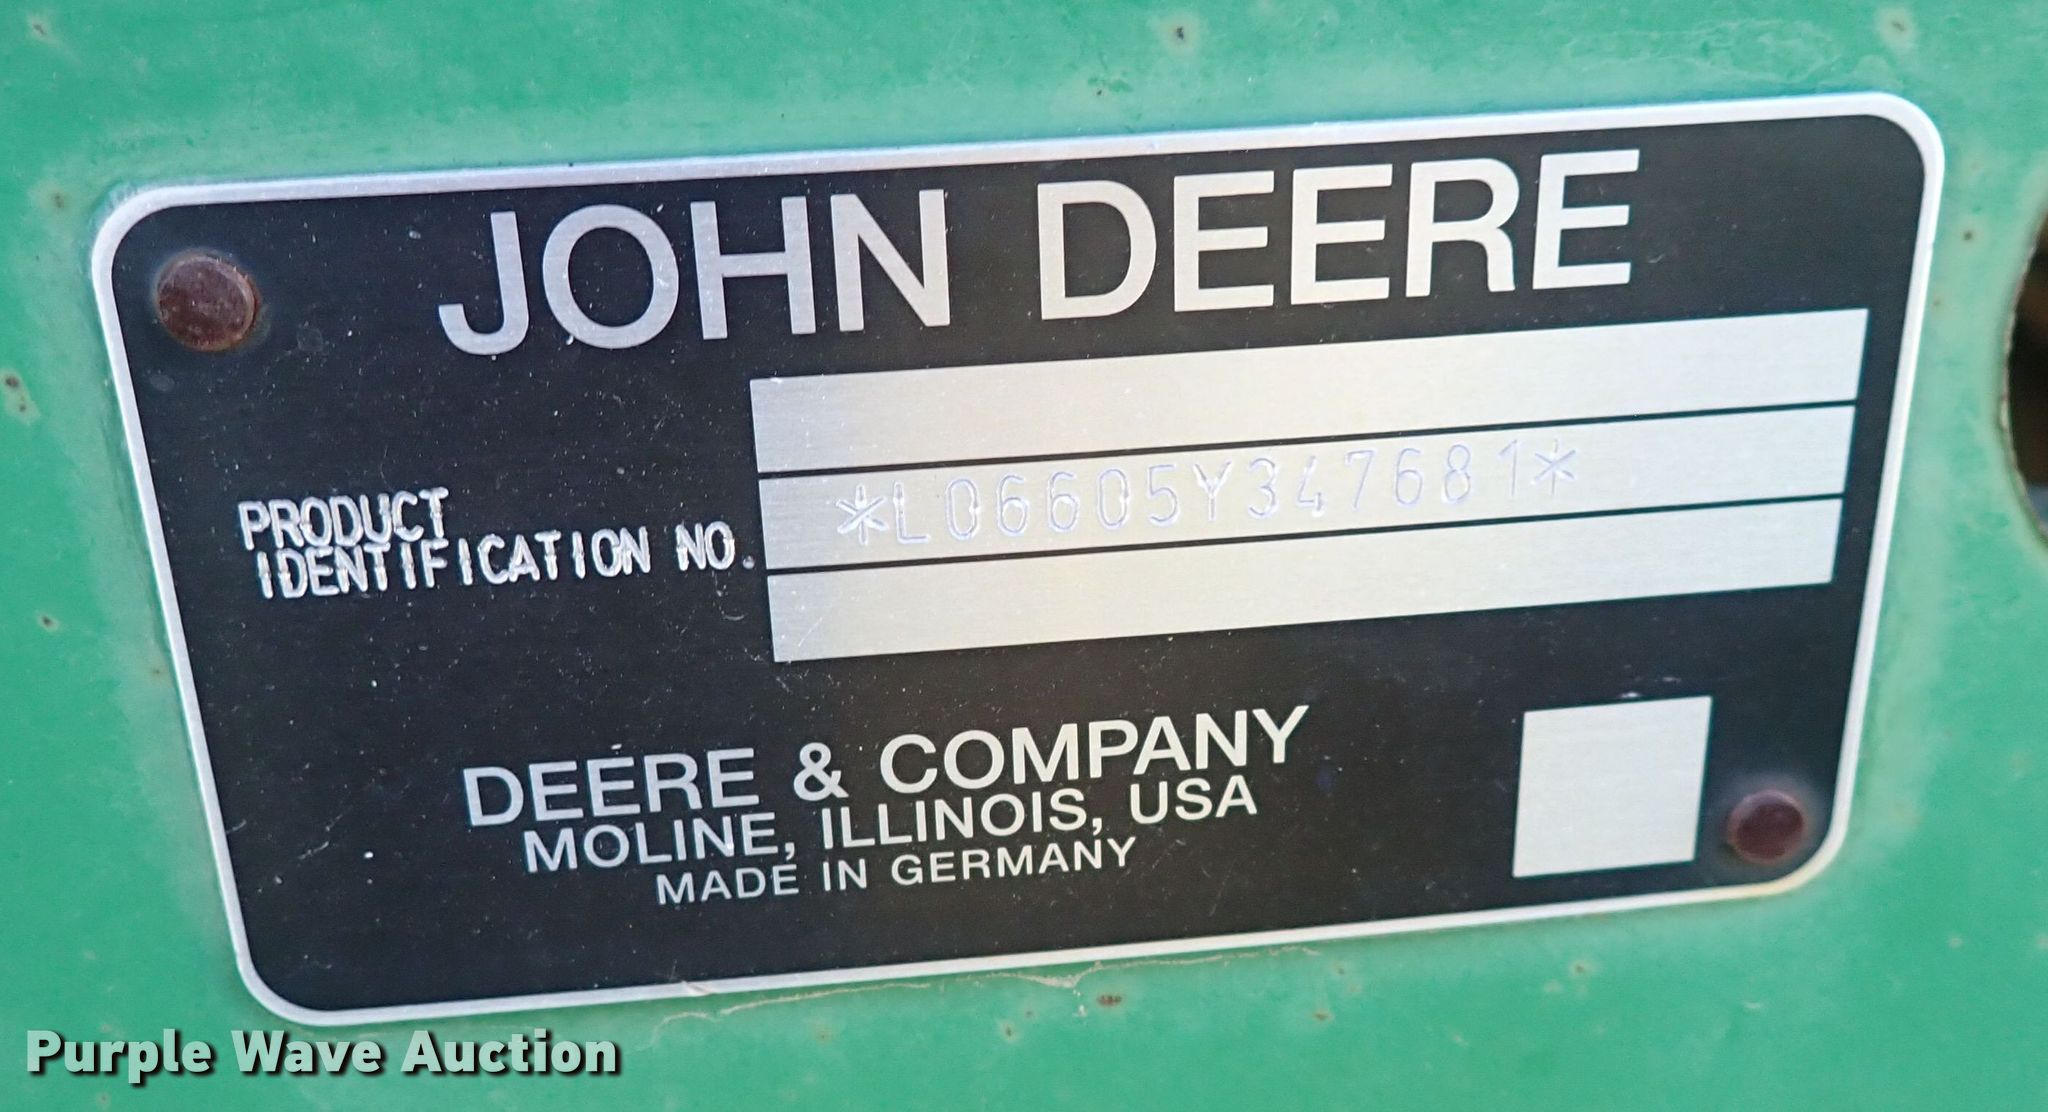 JOHN DEERE
PRODUCT
IDENTIFICATION NO.
*L06605Y347681*
DEERE & COMPANY
MOLINE, ILLINOIS, USA
MADE IN GERMANY
Purple Wave Auction